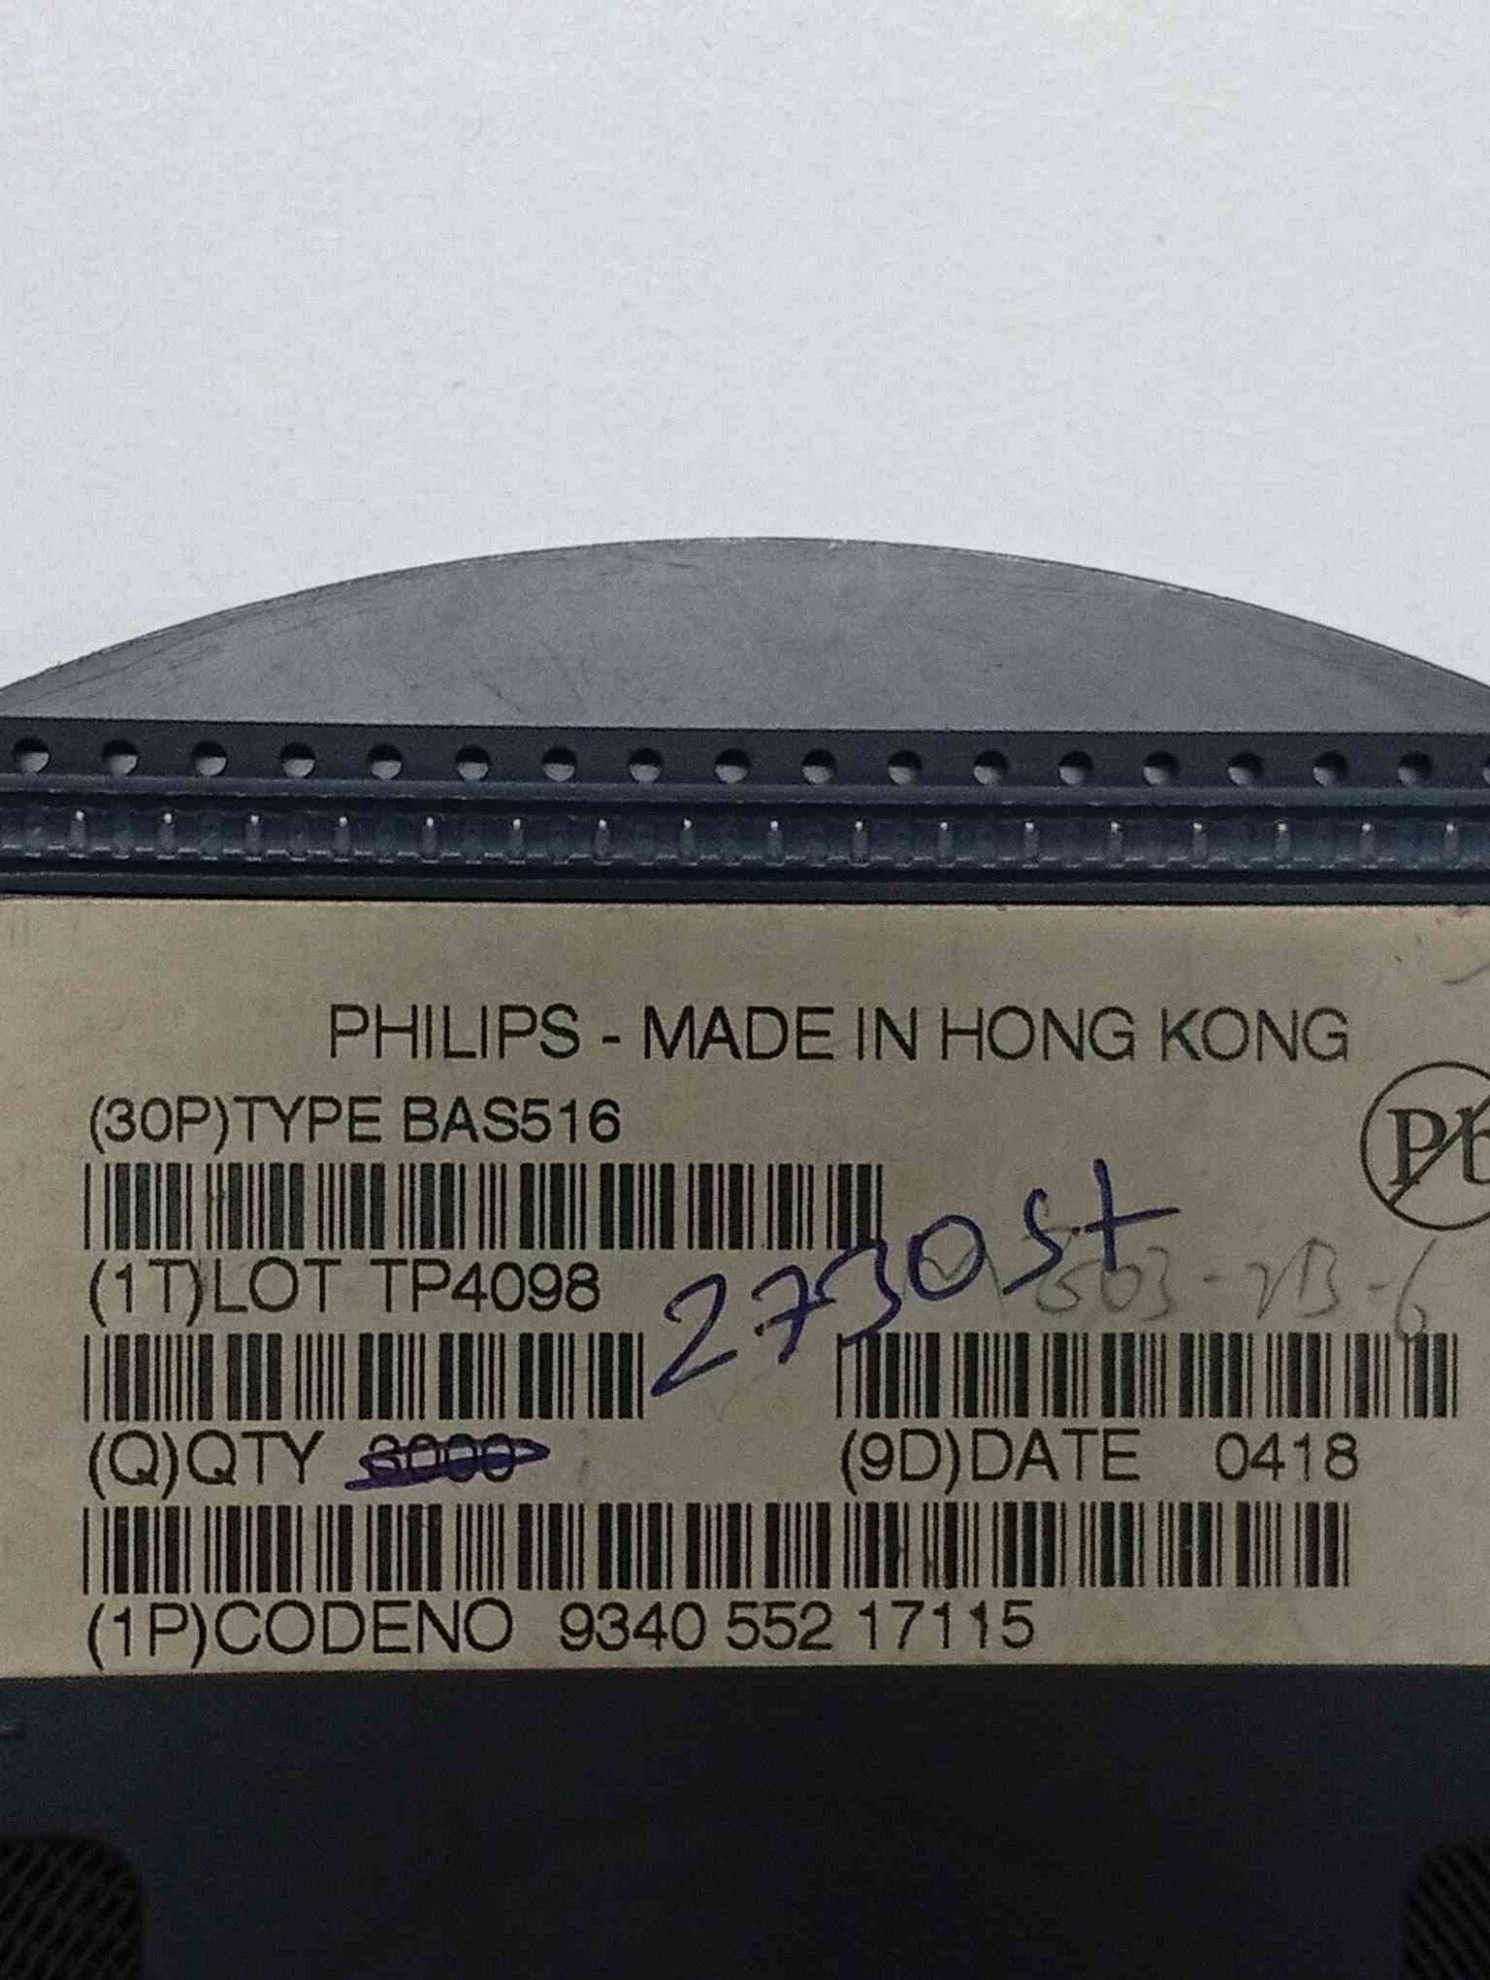 PHILIPS - MADE IN HONG KONG
(30P)TYPE BAS516
Pb
(1T)LOT TP4098
2730st
(Q)QTY 3000
(9D)DATE 0418
(1P)CODENO 9340 552 17115